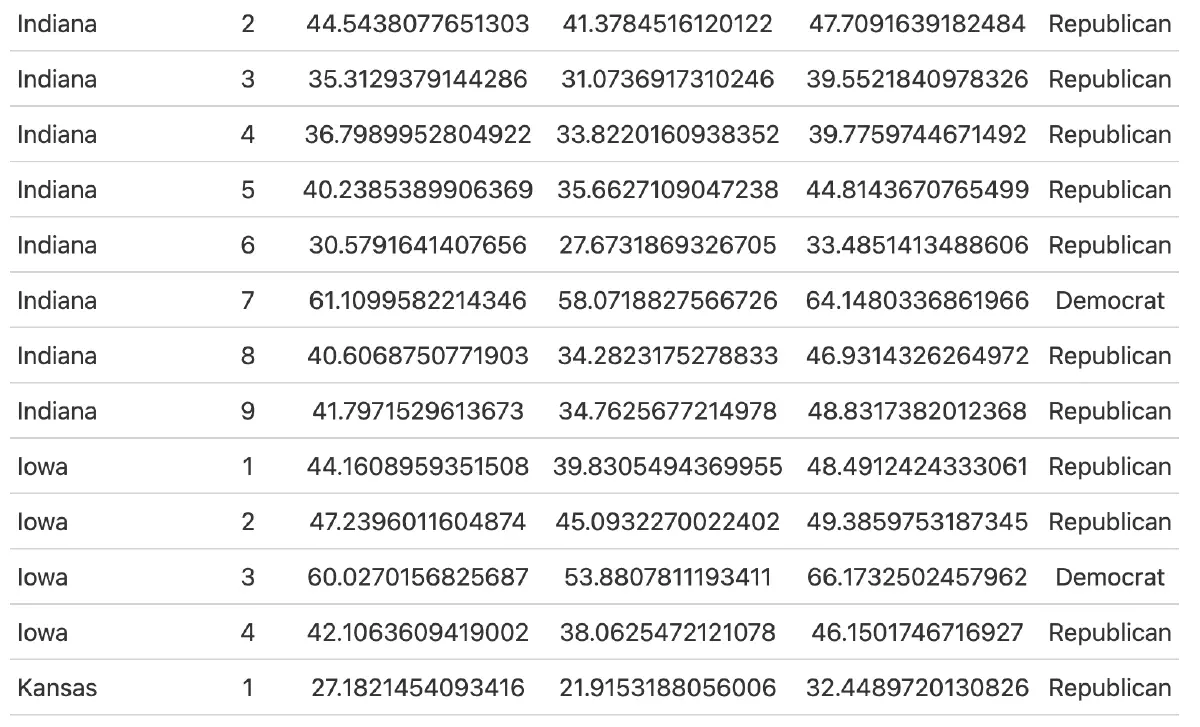 Indiana 2 44.5438077651303 41.3784516120122 47.7091639182484 Republican
Indiana 3 35.3129379144286 31.0736917310246 39.5521840978326 Republican
Indiana 4 36.7989952804922 33.8220160938352 39.7759744671492 Republican
Indiana 5 40.2385389906369 35.6627109047238 44.8143670765499 Republican
Indiana 6 30.5791641407656 27.6731869326705 33.4851413488606 Republican
Indiana 7 61.1099582214346 58.0718827566726 64.1480336861966 Democrat
Indiana 8 40.6068750771903 34.2823175278833 46.9314326264972 Republican
Indiana 9 41.7971529613673 34.7625677214978 48.8317382012368 Republican
Iowa 1 44.1608959351508 39.8305494369955 48.4912424333061 Republican
Iowa 2 47.2396011604874 45.0932270022402 49.3859753187345 Republican
Iowa 3 60.0270156825687 53.8807811193411 66.1732502457962 Democrat
Iowa 4 42.1063609419002 38.0625472121078 46.1501746716927 Republican
Kansas 1 27.1821454093416 21.9153188056006 32.4489720130826 Republican